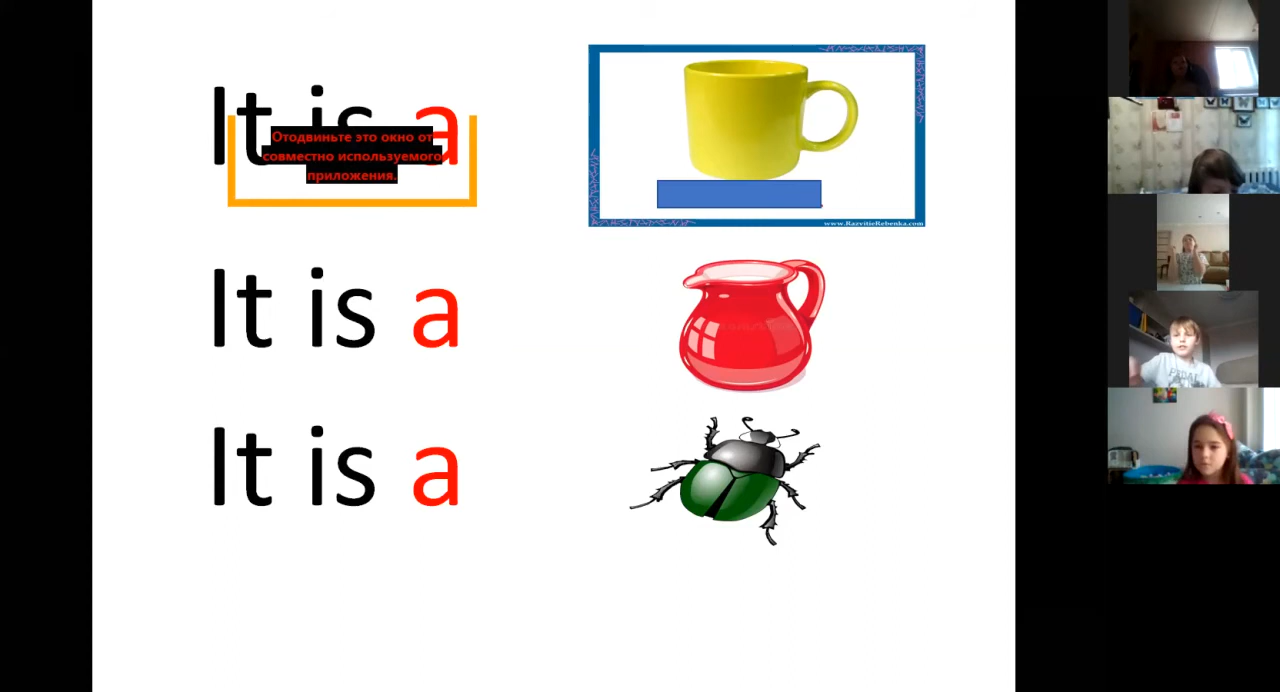 It is a
Отодвиньте это окно от
совместно используемого
приложения.
www.RazvitieRebenka.com
It is a
It is a